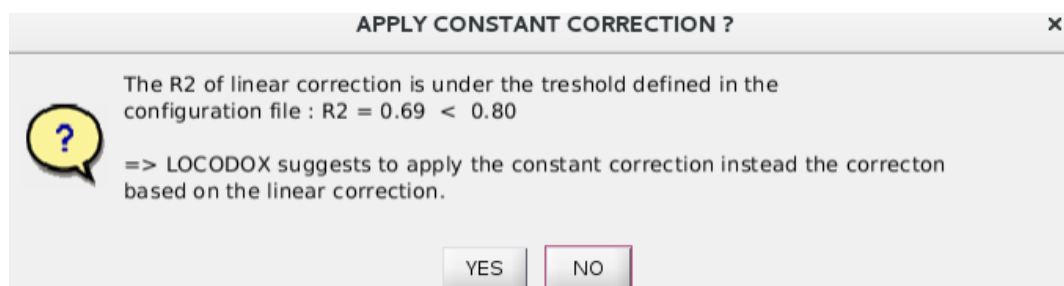 APPLY CONSTANT CORRECTION ?
x
The R2 of linear correction is under the treshold defined in the
configuration file : R2 = 0.69 < 0.80
?
=> LOCODOX suggests to apply the constant correction instead the correcton
based on the linear correction.
YES
NO